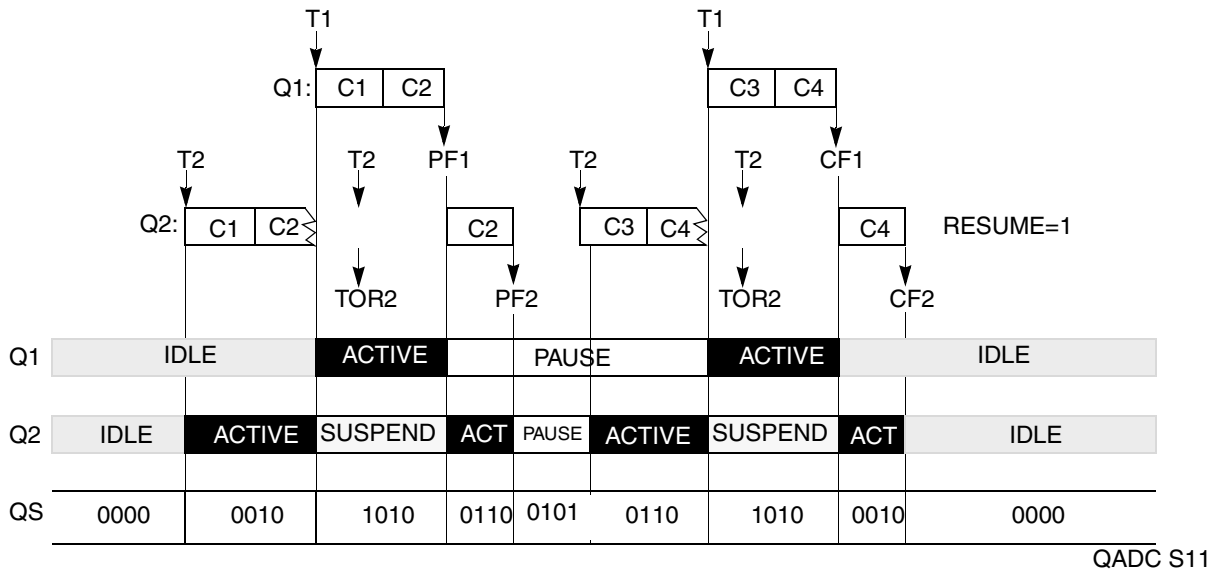 T1 T1
Q1: C1 C2 C3 C4
T2 T2 PF1 T2 T2 CF1
Q2: C1 C2 C2 C3 C4 C4 RESUME=1
TOR2 PF2 TOR2 CF2
Q1 IDLE ACTIVE PAUSE ACTIVE IDLE
Q2 IDLE ACTIVE SUSPEND ACT PAUSE ACTIVE SUSPEND ACT IDLE
QS 0000 0010 1010 0110 0101 0110 1010 0010 0000
QADC S11